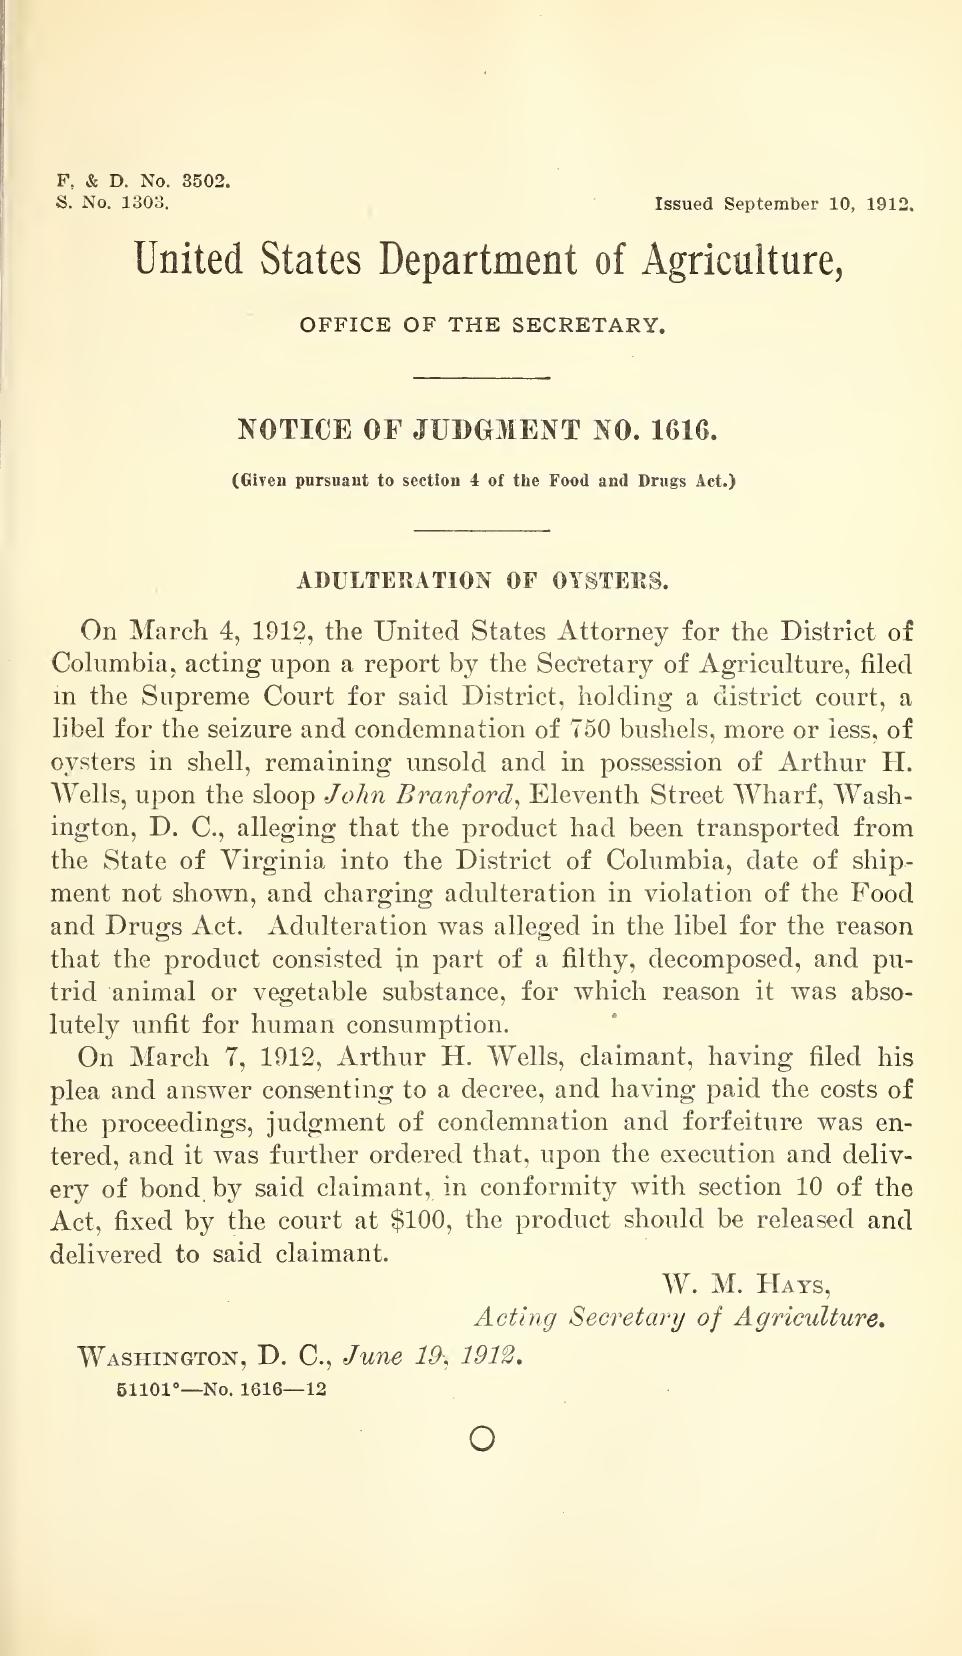 F. & D. No. 3502.
S. No. 1303.
Issued September 10, 1912.
United States Department of Agriculture,
OFFICE OF THE SECRETARY.
NOTICE OF JUDGMENT NO. 1616.
(Given pursuant to section 4 of the Food and Drugs Act.)
ADULTERATION OF OYSTERS.
On March 4, 1912, the United States Attorney for the District of
Columbia, acting upon a report by the Secretary of Agriculture, filed
in the Supreme Court for said District, holding a district court, a
libel for the seizure and condemnation of 750 bushels, more or less, of
oysters in shell, remaining unsold and in possession of Arthur H.
Wells, upon the sloop John Branford, Eleventh Street Wharf, Wash-
ington, D. C., alleging that the product had been transported from
the State of Virginia into the District of Columbia, date of ship-
ment not shown, and charging adulteration in violation of the Food
and Drugs Act. Adulteration was alleged in the libel for the reason
that the product consisted in part of a filthy, decomposed, and pu-
trid animal or vegetable substance, for which reason it was abso-
lutely unfit for human consumption.
On March 7, 1912, Arthur H. Wells, claimant, having filed his
plea and answer consenting to a decree, and having paid the costs of
the proceedings, judgment of condemnation and forfeiture was en-
tered, and it was further ordered that, upon the execution and deliv-
ery of bond by said claimant, in conformity with section 10 of the
Act, fixed by the court at $100, the product should be released and
delivered to said claimant.
W. M. HAYS,
Acting Secretary of Agriculture.
WASHINGTON, D. C., June 19, 1912.
51101°—No. 1616—12